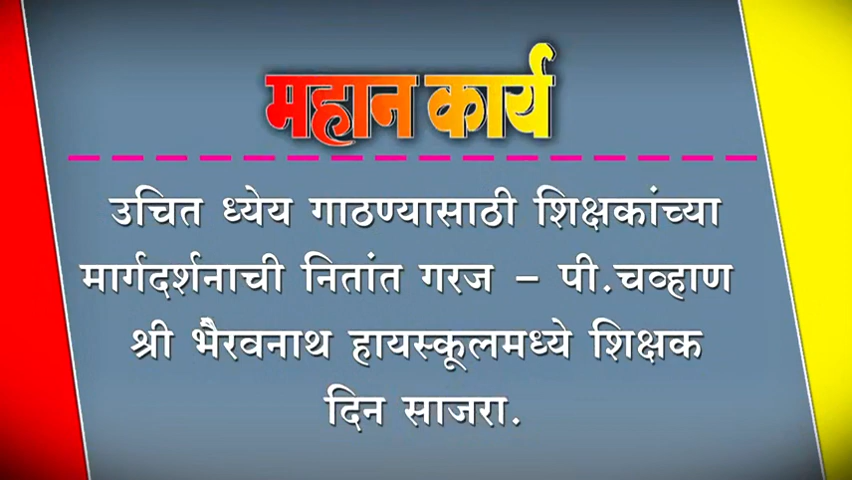 महान कार्य
उचित ध्येय गाठण्यासाठी शिक्षकांच्या
मार्गदर्शनाची नितांत गरज – पी.चव्हाण
श्री भैरवनाथ हायस्कूलमध्ये शिक्षक
दिन साजरा.